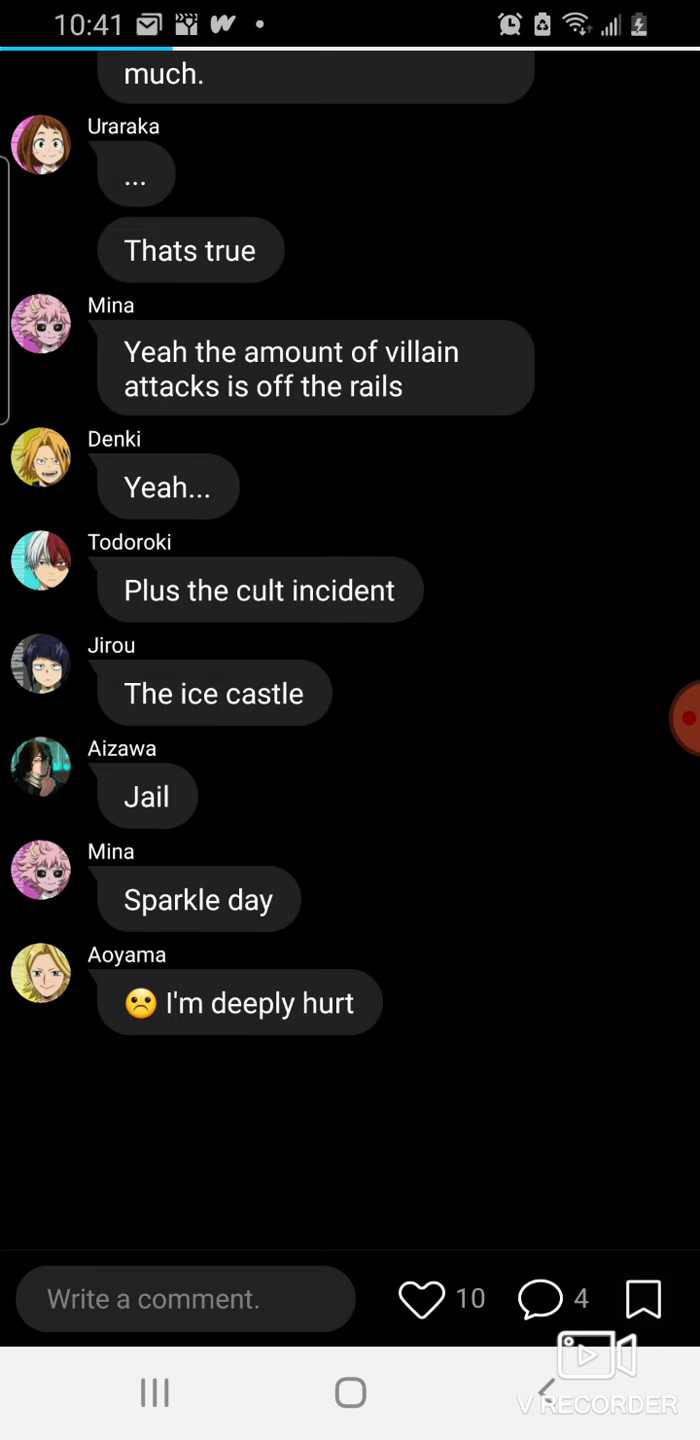 10:41
much.
Uraraka
...
Thats true
Mina
Yeah the amount of villain
attacks is off the rails
Denki
Yeah...
Todoroki
Plus the cult incident
Jirou
The ice castle
Aizawa
Jail
Mina
Sparkle day
Aoyama
☹️ I'm deeply hurt
Write a comment.
10
4
V RECORDER